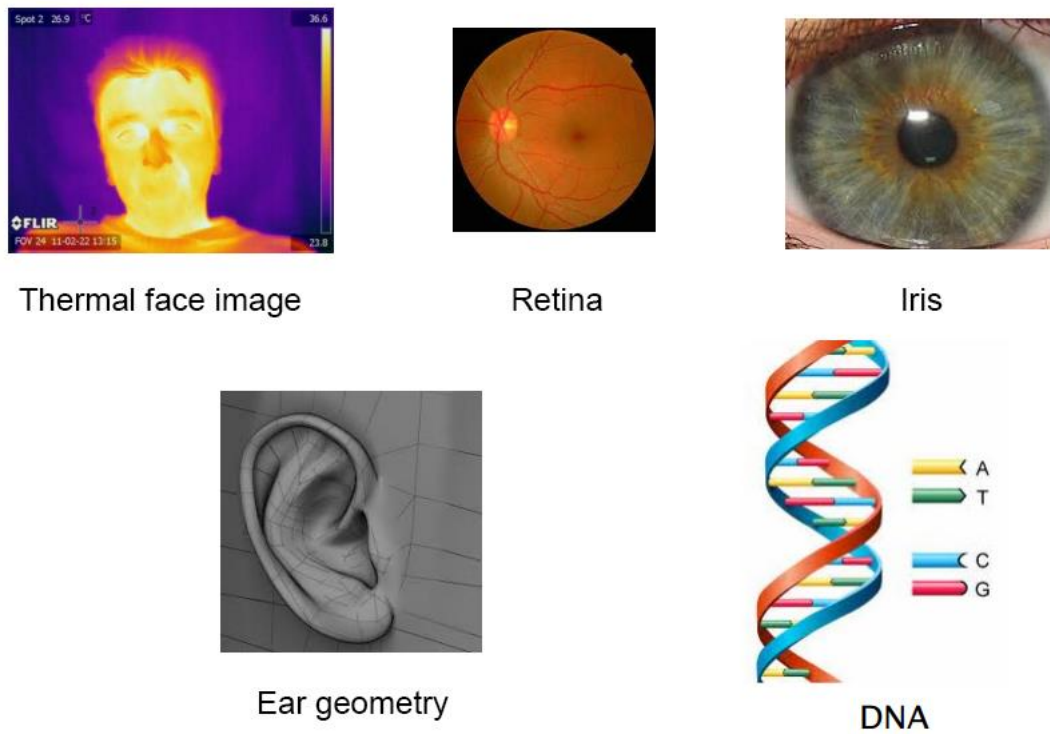 Spot 2 26.9 °C
36.6
FLIR
FOV 24 11-02-22 13:15
23.8
Thermal face image
Retina
Iris
A
T
C
G
Ear geometry
DNA